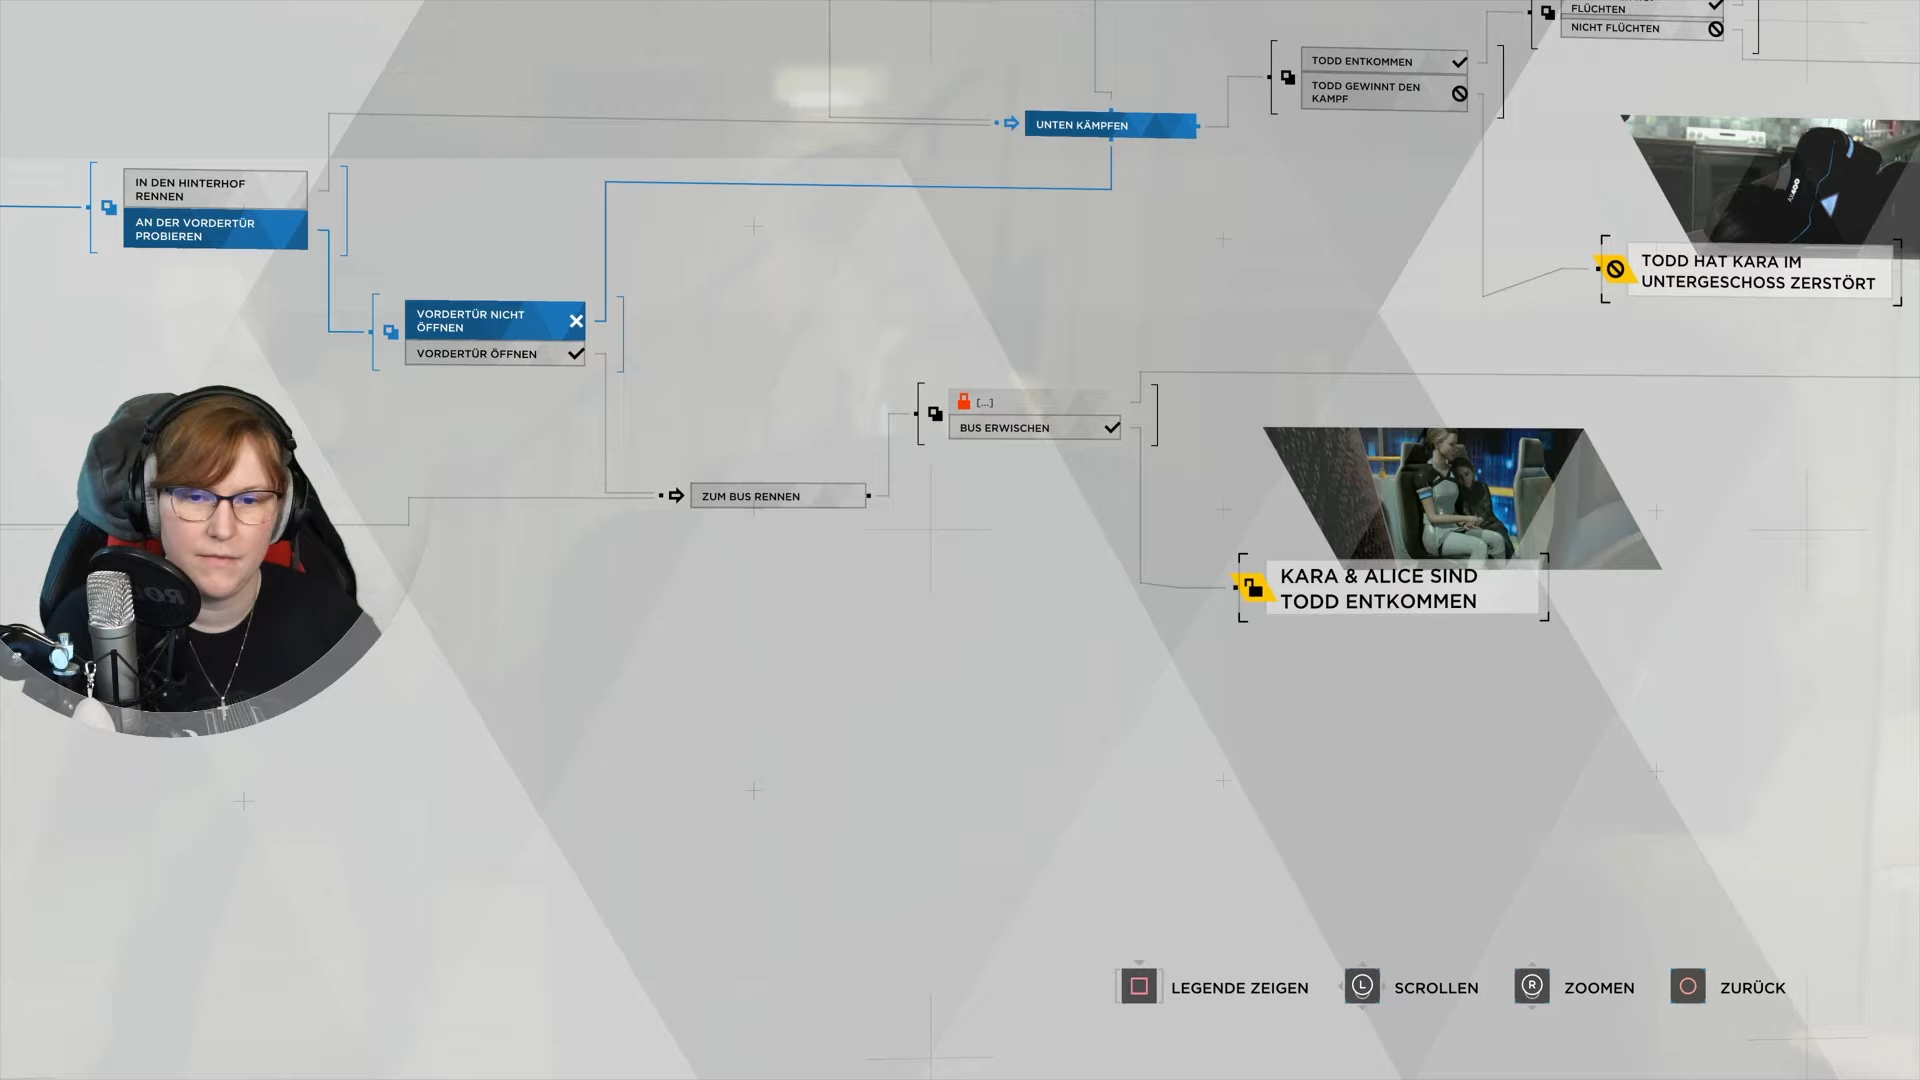 FLÜCHTEN
NICHT FLÜCHTEN
TODD ENTKOMMEN
TODD GEWINNT DEN
KAMPF
UNTEN KÄMPFEN
IN DEN HINTERHOF
RENNEN
AN DER VORDERTÜR
PROBIEREN
AX400
TODD HAT KARA IM
UNTERGESCHOSS ZERSTÖRT
VORDERTÜR NICHT
ÖFFNEN
VORDERTÜR ÖFFNEN
[...]
BUS ERWISCHEN
ZUM BUS RENNEN
KARA & ALICE SIND
TODD ENTKOMMEN
LEGENDE ZEIGEN
L
SCROLLEN
R
ZOOMEN
ZURÜCK